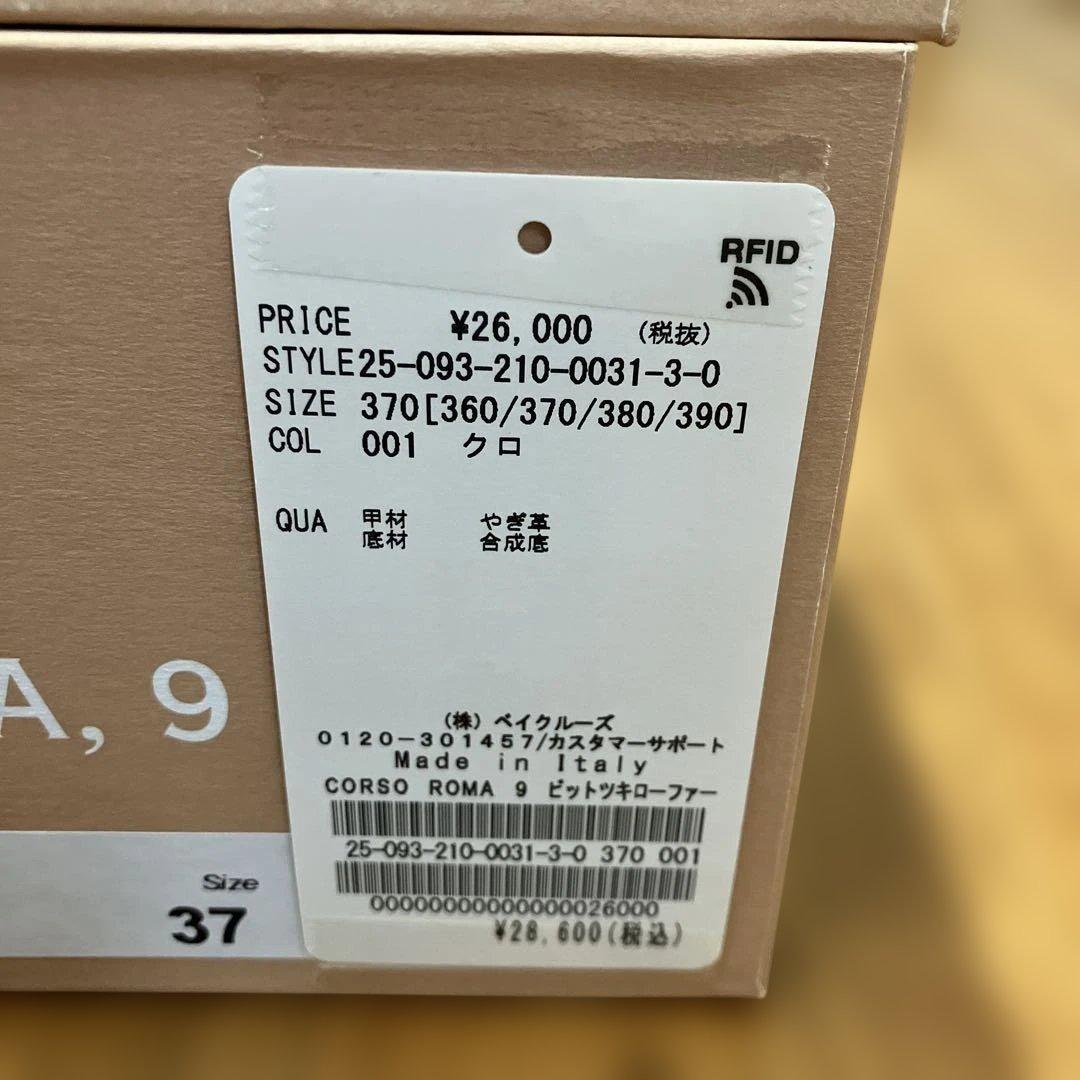 RFID
PRICE ¥26,000 (税抜)
STYLE25-093-210-0031-3-0
SIZE 370[360/370/380/390]
COL 001 クロ
QUA 甲材 やぎ革
底材 合成底
A, 9
(株) ベイクルーズ
0120-301457/カスタマーサポート
Made in Italy
CORSO ROMA 9 ビットツキローファー
25-093-210-0031-3-0 370 001
Size
37
00000000000000026000
¥28,600(税込)